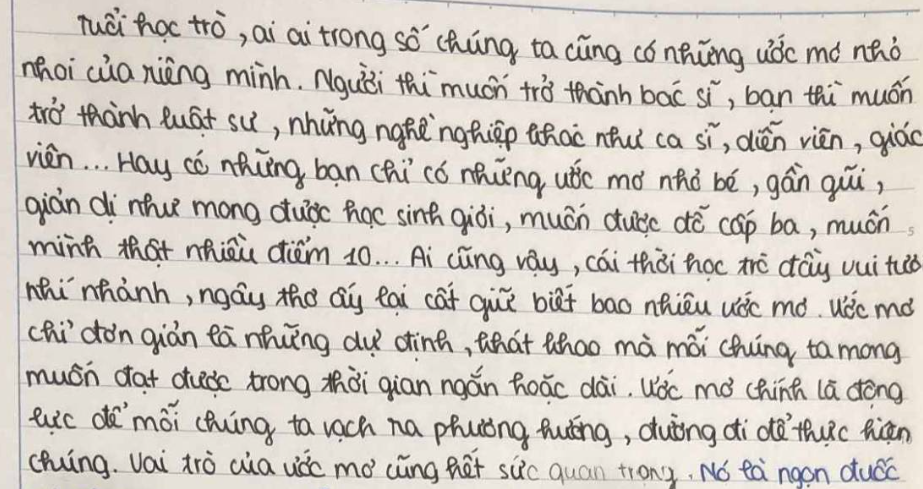 Tuổi học trò, ai ai trong số chúng ta cũng có những ước mơ nhỏ
nhoi của riêng mình. Người thì muốn trở thành bác sĩ, bạn thì muốn
trở thành luật sư, những nghề nghiệp khác như ca sĩ, diễn viên, giác
viên... Hay có những bạn chỉ có những ước mơ nhỏ bé, gần gũi,
giản dị như mong được học sinh giỏi, muốn được đỗ cấp ba, muốn
mình thật nhiều điểm 10... Ai cũng vậy, cái thời học trò đầy vui tươi
nhí nhảnh, ngây thơ ấy lại cất giữ biết bao nhiêu ước mơ. Ước mơ
chỉ đơn giản là những dự định, khát khao mà mỗi chúng ta mong
muốn đạt được trong thời gian ngắn hoặc dài. Ước mơ chính là động
lực để mỗi chúng ta vạch ra phương hướng, đường đi để thực hiện
chúng. Vai trò của ước mơ cũng hết sức quan trọng. Nó là ngọn đuốc